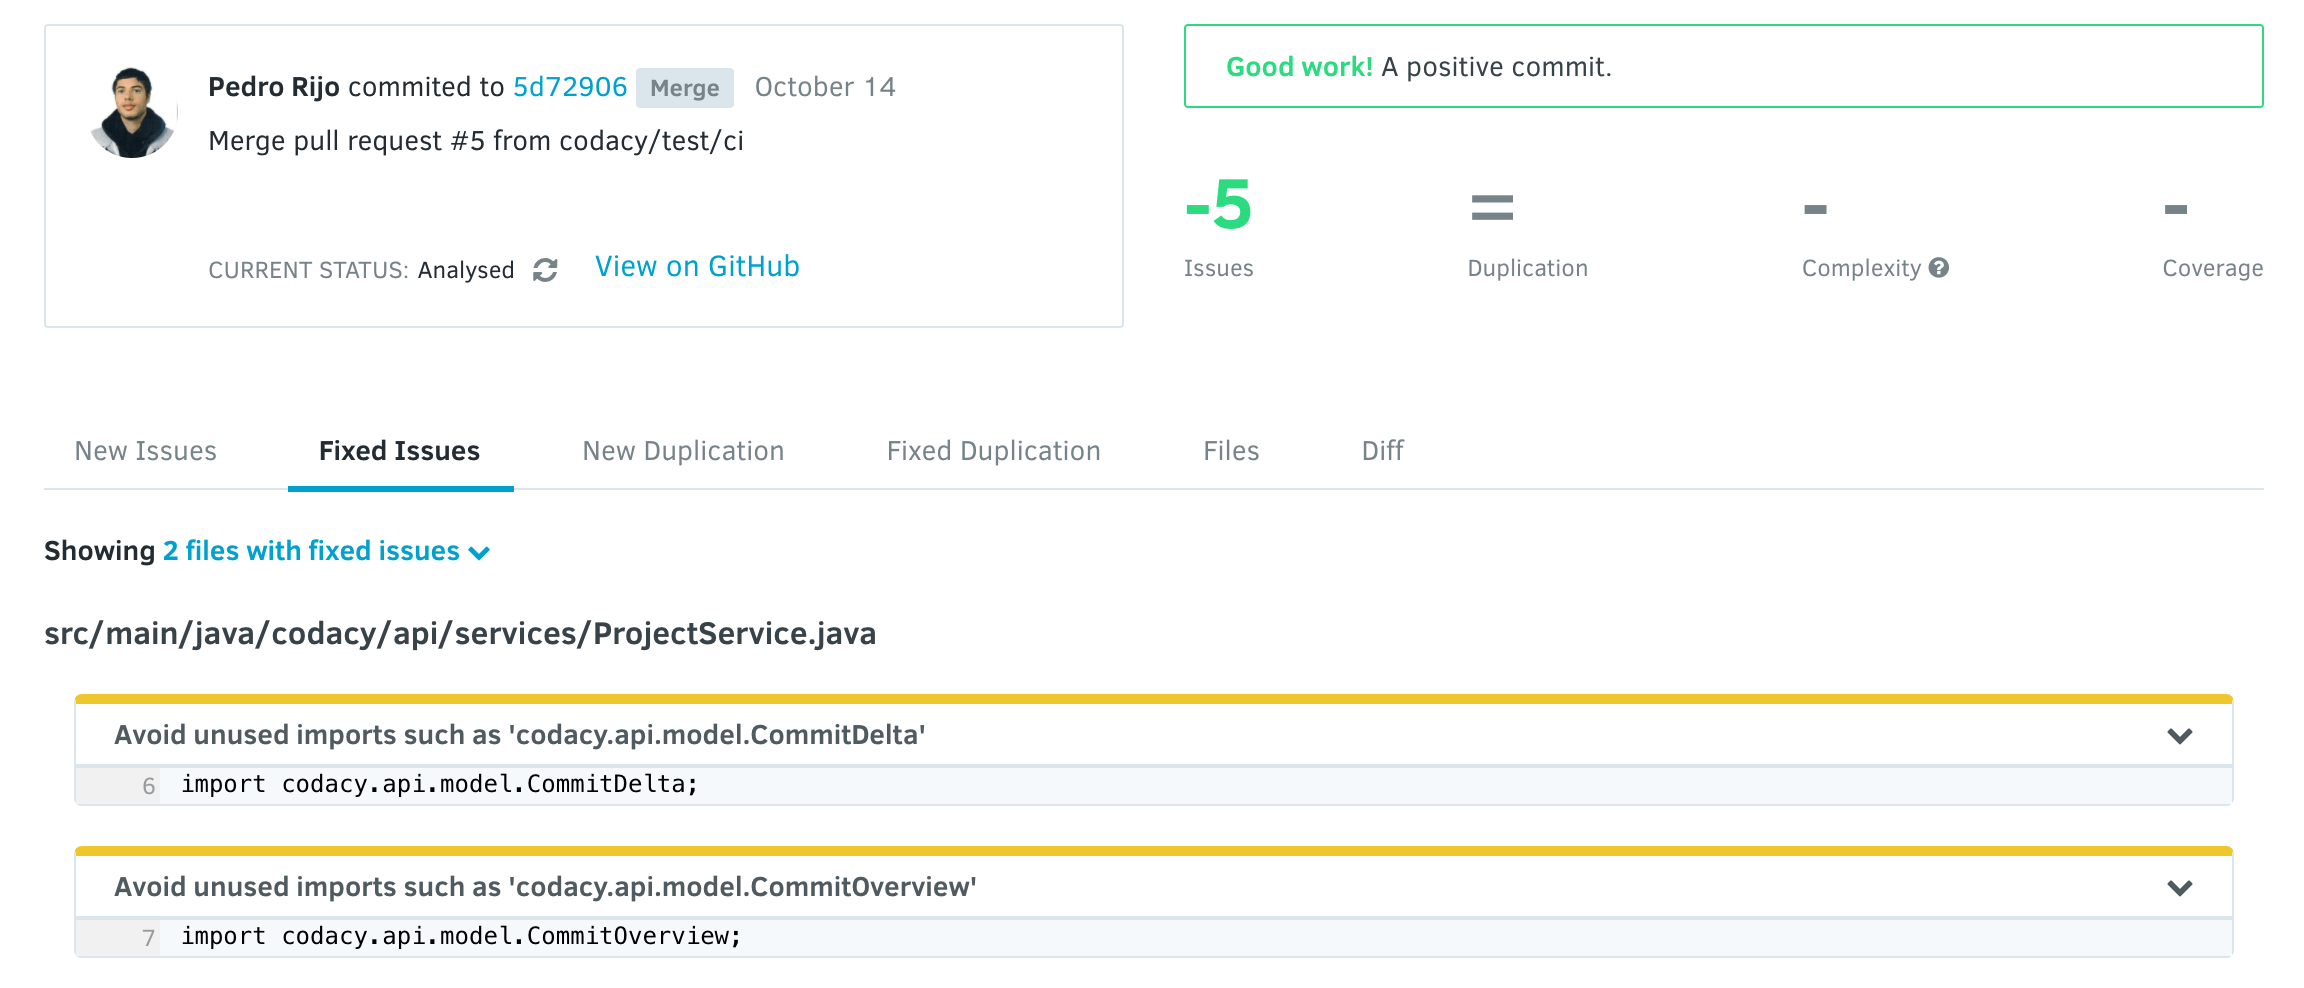 Pedro Rijo commited to 5d72906 Merge October 14
Merge pull request #5 from codacy/test/ci
CURRENT STATUS: Analysed View on GitHub
Good work! A positive commit.
-5 = - -
Issues Duplication Complexity ? Coverage
New Issues Fixed Issues New Duplication Fixed Duplication Files Diff
Showing 2 files with fixed issues
src/main/java/codacy/api/services/ProjectService.java
Avoid unused imports such as 'codacy.api.model.CommitDelta'
6 import codacy.api.model.CommitDelta;
Avoid unused imports such as 'codacy.api.model.CommitOverview'
7 import codacy.api.model.CommitOverview;